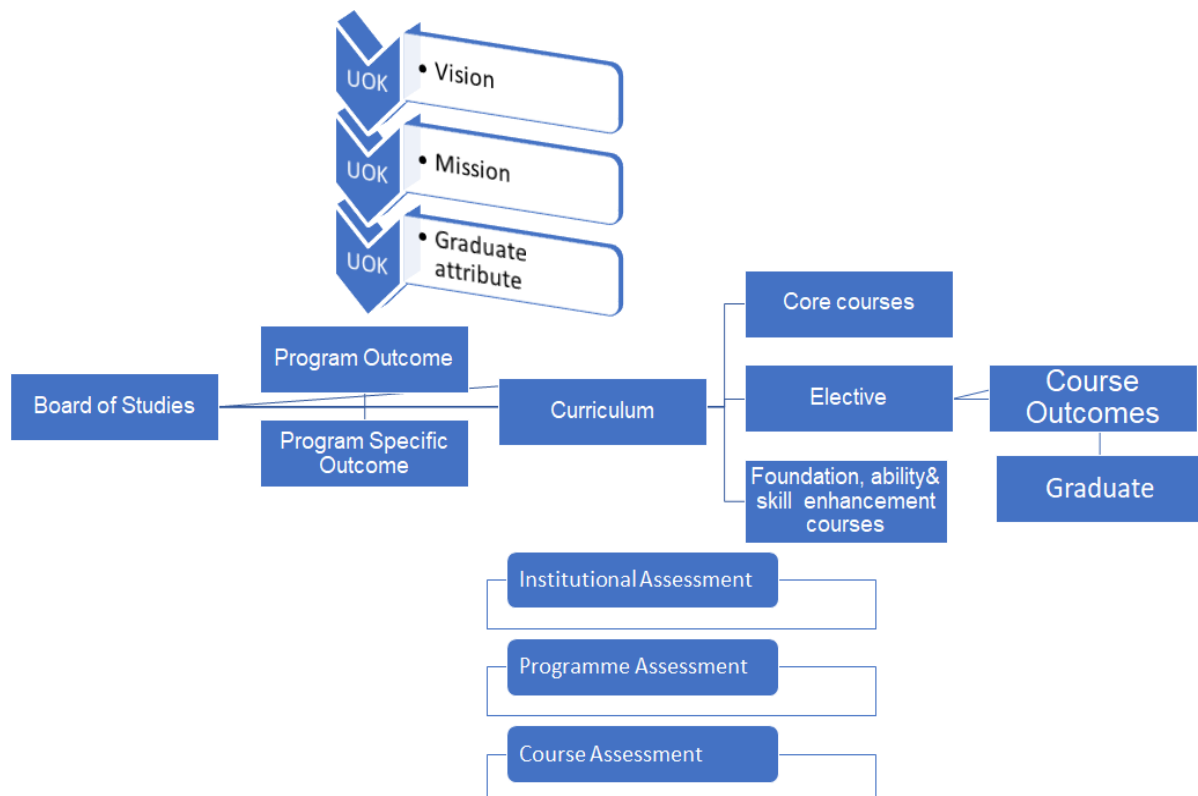 UOK
• Vision
UOK
• Mission
UOK
• Graduate
attribute
Board of Studies
Program Outcome
Program Specific
Outcome
Curriculum
Core courses
Elective
Foundation, ability&
skill enhancement
courses
Course
Outcomes
Graduate
Institutional Assessment
Programme Assessment
Course Assessment